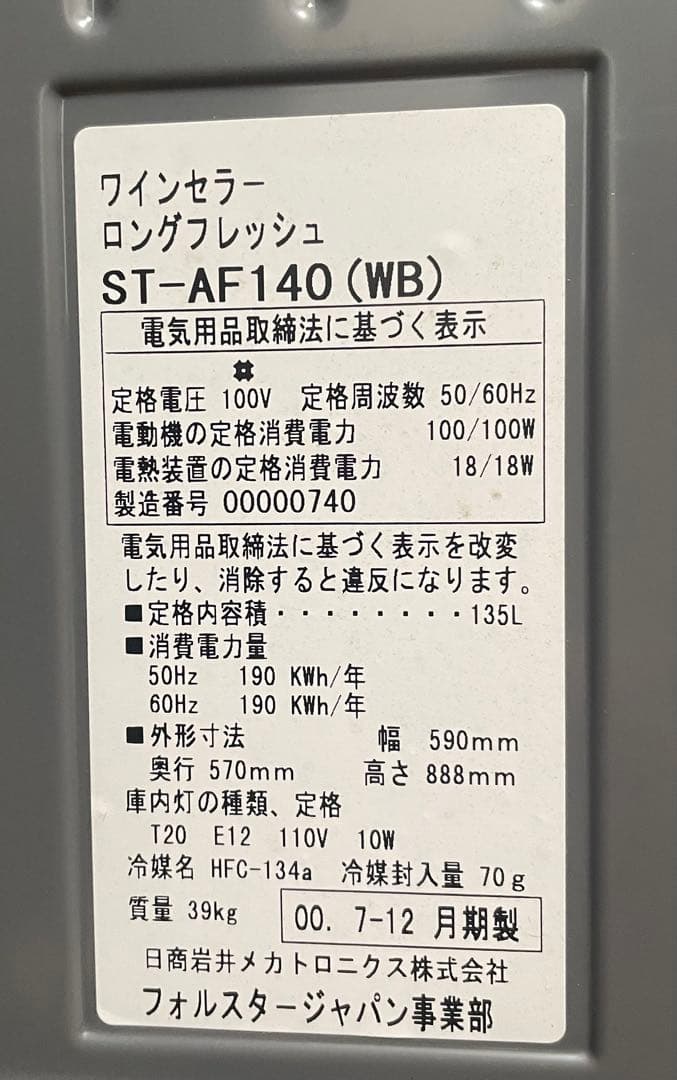 ワインセラー
ロングフレッシュ
ST-AF140(WB)
電気用品取締法に基づく表示
定格電圧 100V 定格周波数 50/60Hz
電動機の定格消費電力 100/100W
電熱装置の定格消費電力 18/18W
製造番号 00000740
電気用品取締法に基づく表示を改変
したり、消除すると違反になります。
■定格内容積・・・・・・・・135L
■消費電力量
50Hz 190 KWh/年
60Hz 190 KWh/年
■外形寸法 幅 590mm
奥行 570mm 高さ 888mm
庫内灯の種類、定格
T20 E12 110V 10W
冷媒名 HFC-134a 冷媒封入量 70g
質量 39kg 00. 7-12 月期製
日商岩井メカトロニクス株式会社
フォルスタージャパン事業部